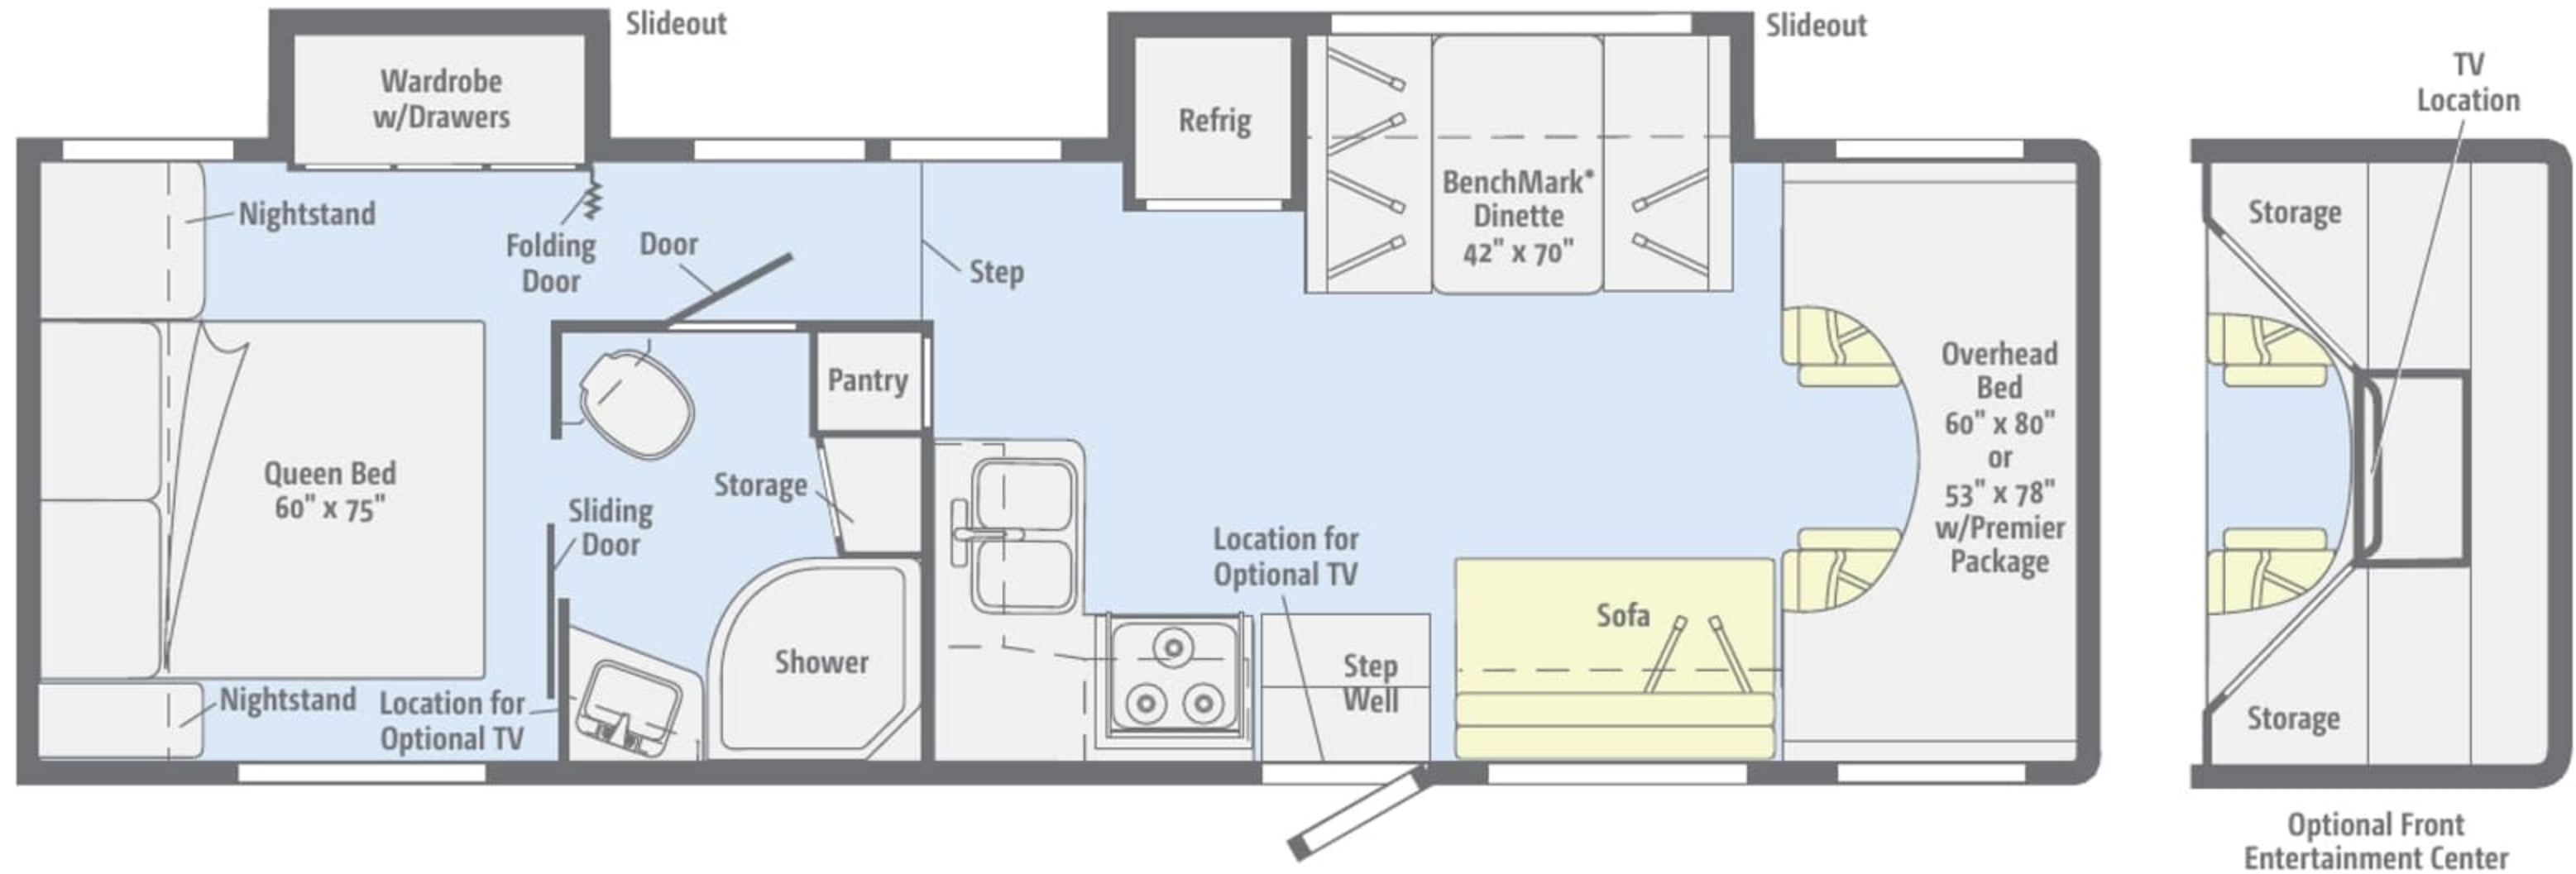 Slideout
Wardrobe
w/Drawers
Nightstand
Folding
Door
Door
Step
Queen Bed
60" x 75"
Sliding
Door
Storage
Pantry
Shower
Nightstand
Location for
Optional TV
Slideout
Refrig
BenchMark*
Dinette
42" x 70"
Location for
Optional TV
Step
Well
Sofa
Overhead
Bed
60" x 80"
or
53" x 78"
w/Premier
Package
TV
Location
Storage
Storage
Optional Front
Entertainment Center